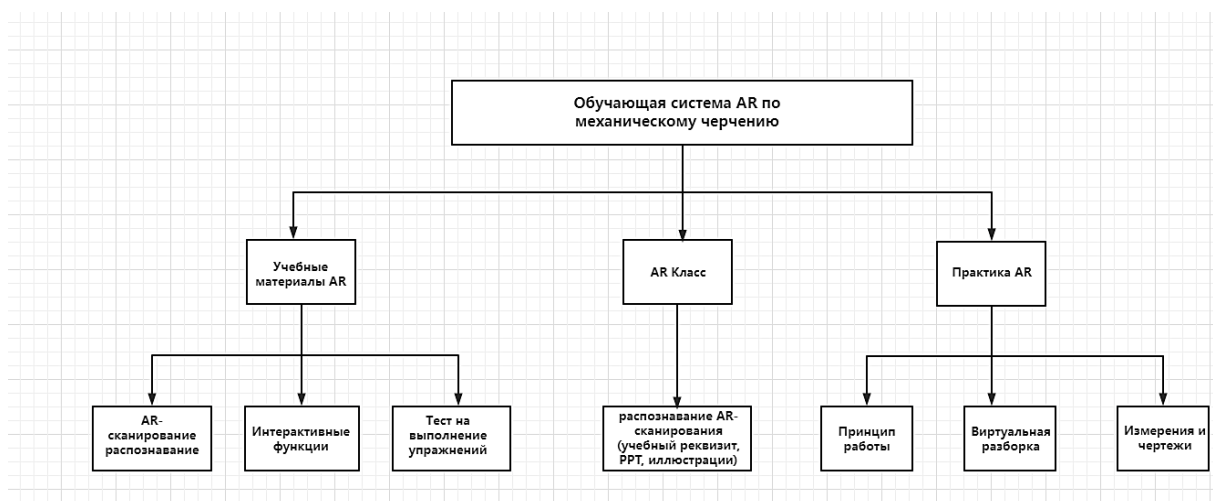 Обучающая система AR по
механическому черчению
Учебные
материалы AR
AR Класс
Практика AR
AR-
сканирование
распознавание
Интерактивные
функции
Тест на
выполнение
упражнений
распознавание AR-
сканирования
(учебный реквизит,
PPT, иллюстрации)
Принцип
работы
Виртуальная
разборка
Измерения и
чертежи